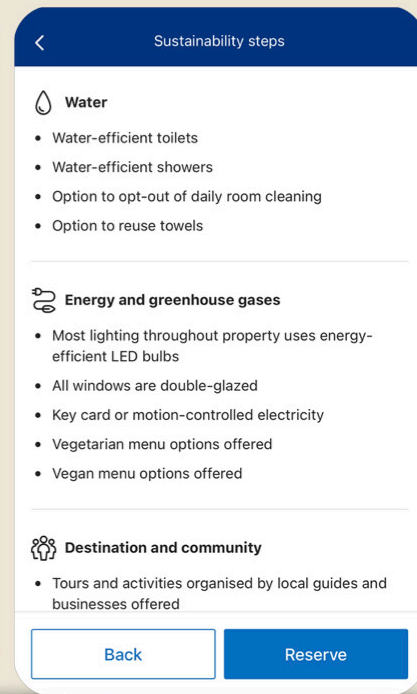 Sustainability steps
Water
• Water-efficient toilets
• Water-efficient showers
• Option to opt-out of daily room cleaning
• Option to reuse towels
Energy and greenhouse gases
• Most lighting throughout property uses energy-
efficient LED bulbs
• All windows are double-glazed
• Key card or motion-controlled electricity
• Vegetarian menu options offered
• Vegan menu options offered
Destination and community
• Tours and activities organised by local guides and
businesses offered
Back
Reserve